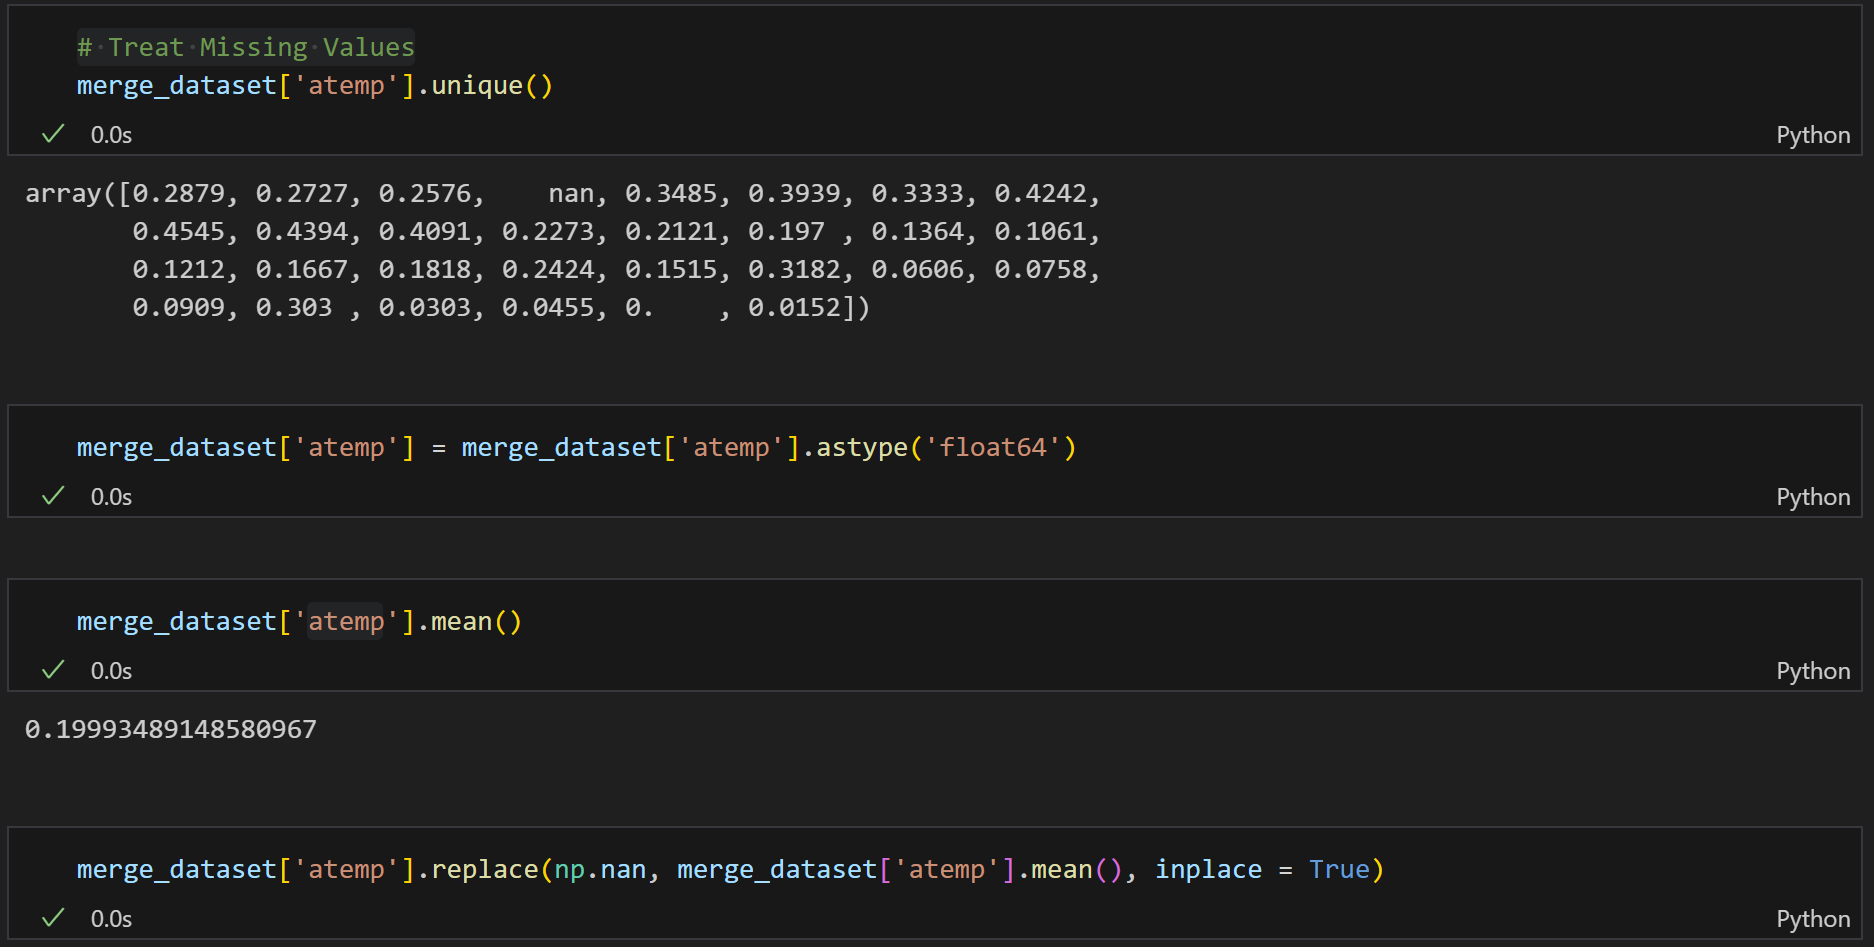 # Treat Missing Values
merge_dataset['atemp'].unique()
0.0s
Python
array([0.2879, 0.2727, 0.2576,    nan, 0.3485, 0.3939, 0.3333, 0.4242,
       0.4545, 0.4394, 0.4091, 0.2273, 0.2121, 0.197 , 0.1364, 0.1061,
       0.1212, 0.1667, 0.1818, 0.2424, 0.1515, 0.3182, 0.0606, 0.0758,
       0.0909, 0.303 , 0.0303, 0.0455, 0.    , 0.0152])
merge_dataset['atemp'] = merge_dataset['atemp'].astype('float64')
0.0s
Python
merge_dataset['atemp'].mean()
0.0s
Python
0.19993489148580967
merge_dataset['atemp'].replace(np.nan, merge_dataset['atemp'].mean(), inplace = True)
0.0s
Python